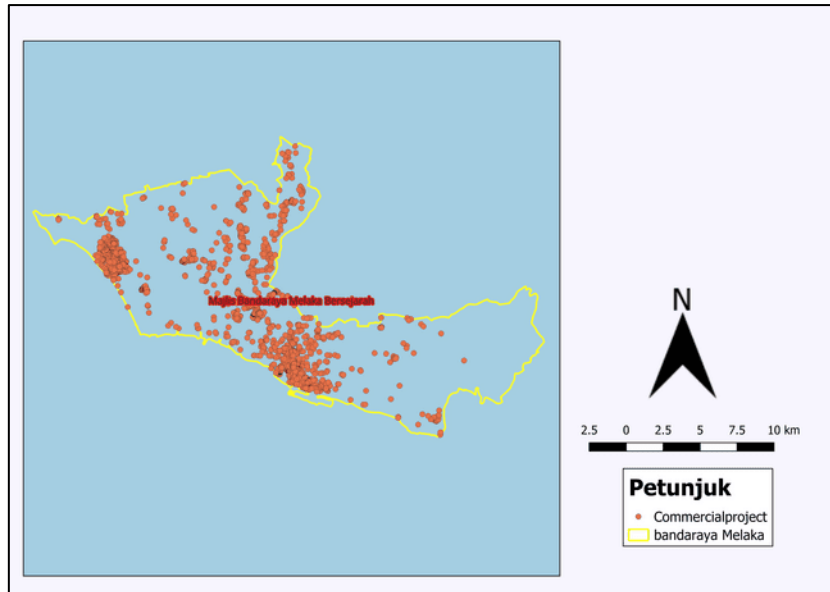 Majlis Bandaraya Melaka Bersejarah
N
2.5 0 2.5 5 7.5 10 km
Petunjuk
Commercialproject
bandaraya Melaka